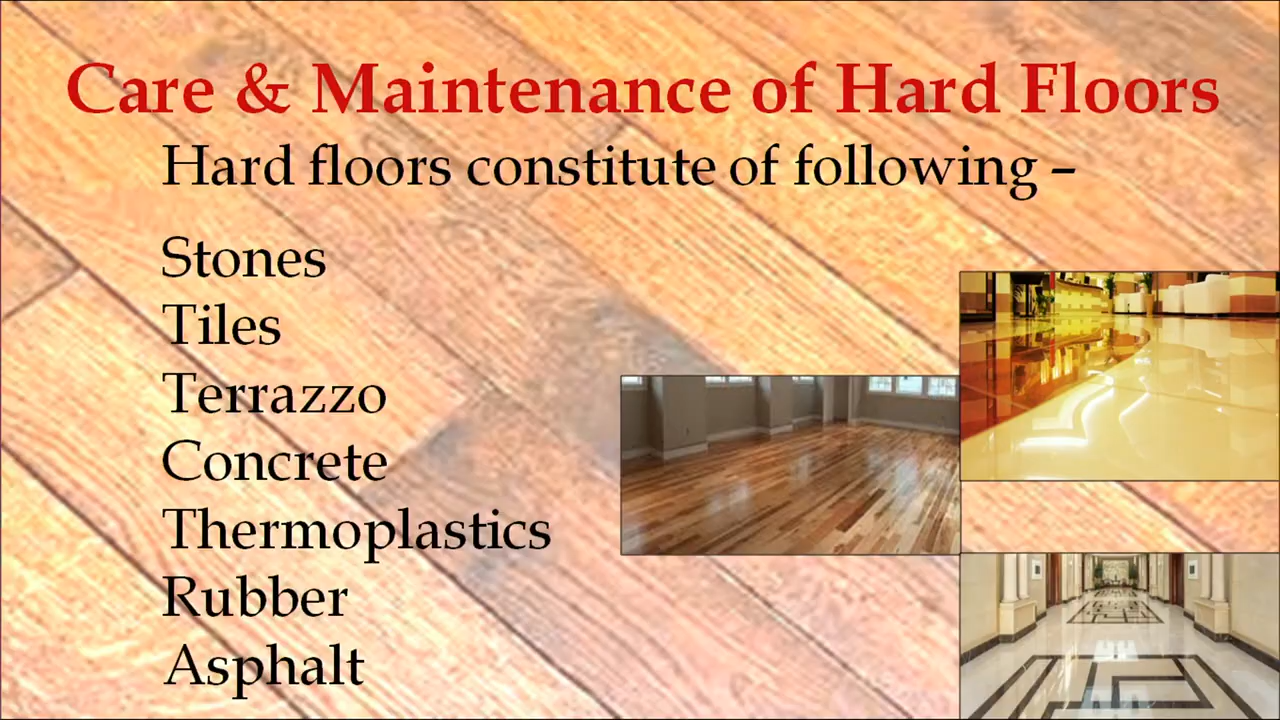 Care & Maintenance of Hard Floors
Hard floors constitute of following –
Stones
Tiles
Terrazzo
Concrete
Thermoplastics
Rubber
Asphalt